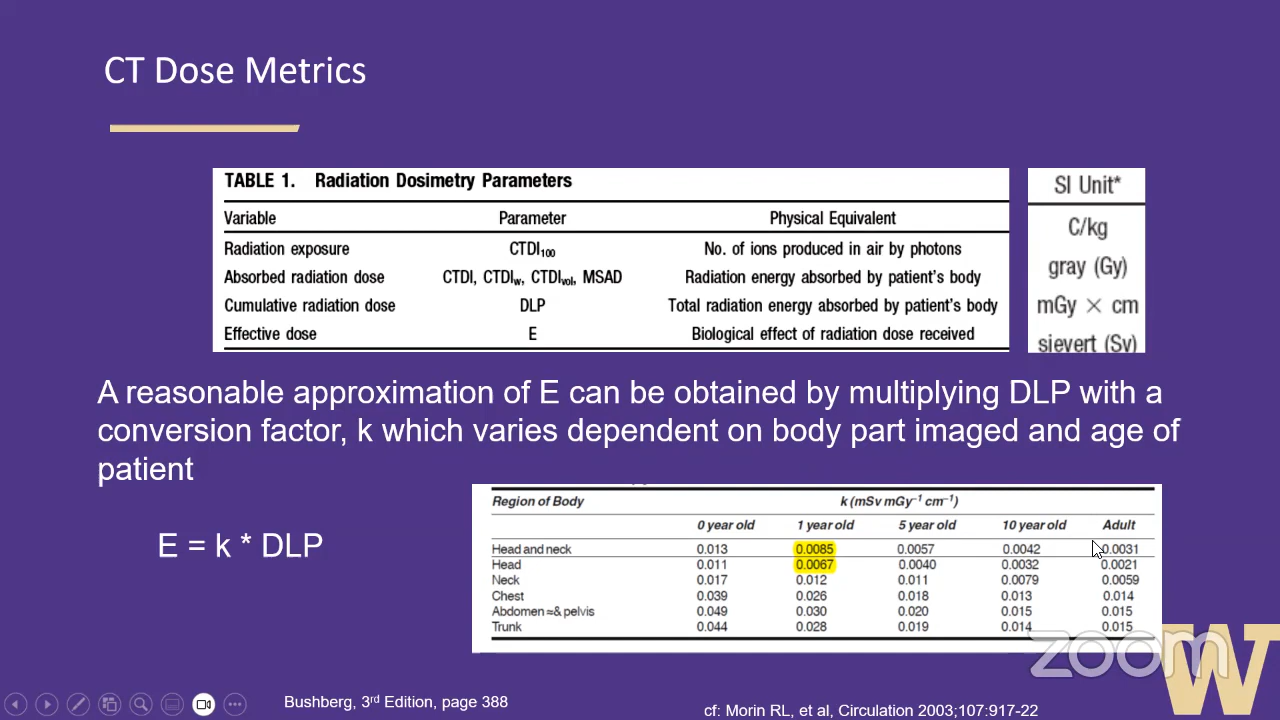 CT Dose Metrics
TABLE 1. Radiation Dosimetry Parameters
SI Unit*
Variable Parameter Physical Equivalent
Radiation exposure CTDI₁₀₀ No. of ions produced in air by photons C/kg
Absorbed radiation dose CTDI, CTDIw, CTDIvol, MSAD Radiation energy absorbed by patient's body gray (Gy)
Cumulative radiation dose DLP Total radiation energy absorbed by patient's body mGy × cm
Effective dose E Biological effect of radiation dose received sievert (Sv)
A reasonable approximation of E can be obtained by multiplying DLP with a
conversion factor, k which varies dependent on body part imaged and age of
patient
E = k * DLP
Region of Body k (mSv mGy⁻¹ cm⁻¹)
0 year old 1 year old 5 year old 10 year old Adult
Head and neck 0.013 0.0085 0.0057 0.0042 0.0031
Head 0.011 0.0067 0.0040 0.0032 0.0021
Neck 0.017 0.012 0.011 0.0079 0.0059
Chest 0.039 0.026 0.018 0.013 0.014
Abdomen ≈& pelvis 0.049 0.030 0.020 0.015 0.015
Trunk 0.044 0.028 0.019 0.014 0.015
zoom
W
Bushberg, 3rd Edition, page 388
cf: Morin RL, et al, Circulation 2003;107:917-22